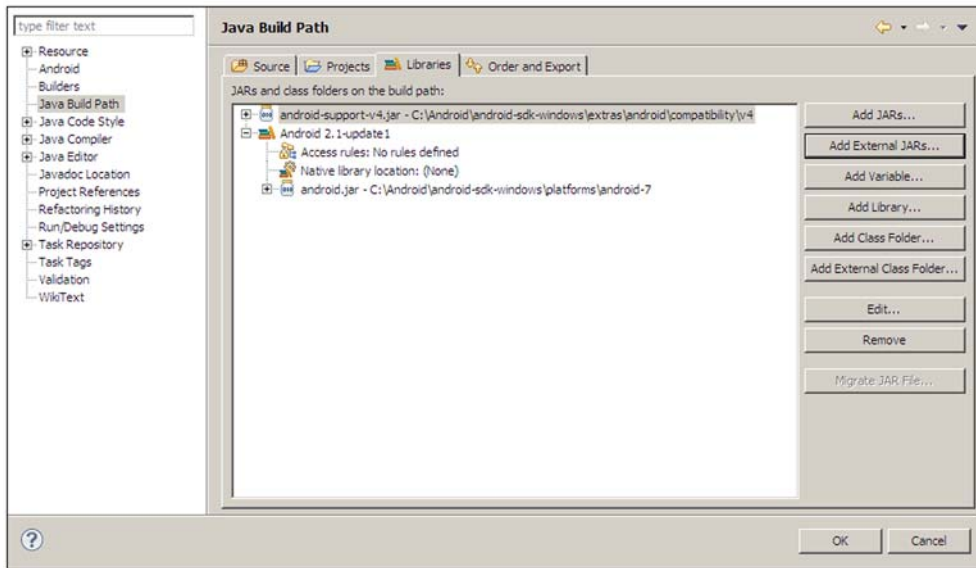 type filter text
Resource
Android
Builders
Java Build Path
Java Code Style
Java Compiler
Java Editor
Javadoc Location
Project References
Refactoring History
Run/Debug Settings
Task Repository
Task Tags
Validation
WikiText
Java Build Path
Source
Projects
Libraries
Order and Export
JARs and class folders on the build path:
android-support-v4.jar - C:\Android\android-sdk-windows\extras\android\compatibility\v4
Android 2.1-update1
Access rules: No rules defined
Native library location: (None)
android.jar - C:\Android\android-sdk-windows\platforms\android-7
Add JARs...
Add External JARs...
Add Variable...
Add Library...
Add Class Folder...
Add External Class Folder...
Edit...
Remove
Migrate JAR File...
OK
Cancel